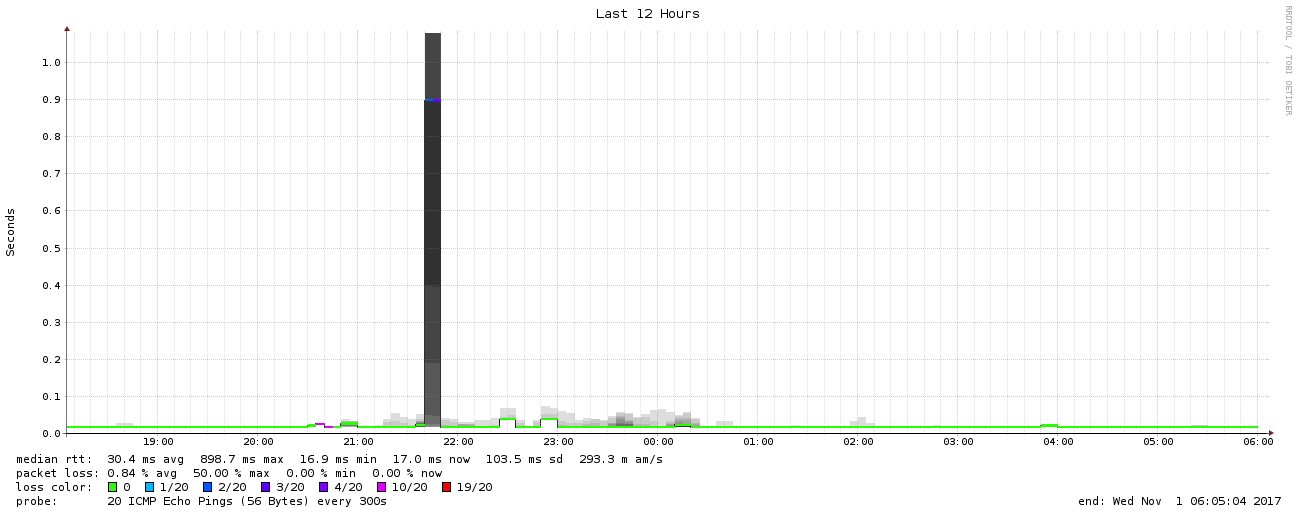 Last 12 Hours
RRDTOOL / TOBI OETIKER
1.0
0.9
0.8
0.7
0.6
0.5
0.4
0.3
0.2
0.1
0.0
Seconds
19:00 20:00 21:00 22:00 23:00 00:00 01:00 02:00 03:00 04:00 05:00 06:00
median rtt: 30.4 ms avg 898.7 ms max 16.9 ms min 17.0 ms now 103.5 ms sd 293.3 m am/s
packet loss: 0.84 % avg 50.00 % max 0.00 % min 0.00 % now
loss color: 0 1/20 2/20 3/20 4/20 10/20 19/20
probe: 20 ICMP Echo Pings (56 Bytes) every 300s end: Wed Nov 1 06:05:04 2017